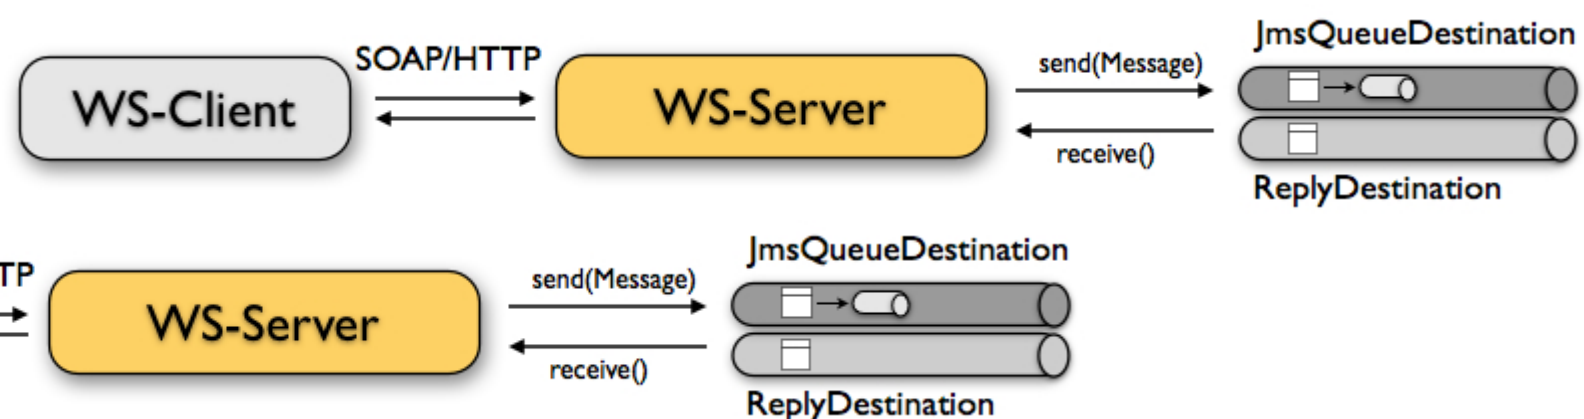 JmsQueueDestination
SOAP/HTTP
send(Message)
WS-Client
WS-Server
receive()
ReplyDestination
JmsQueueDestination
TP
send(Message)
WS-Server
receive()
ReplyDestination